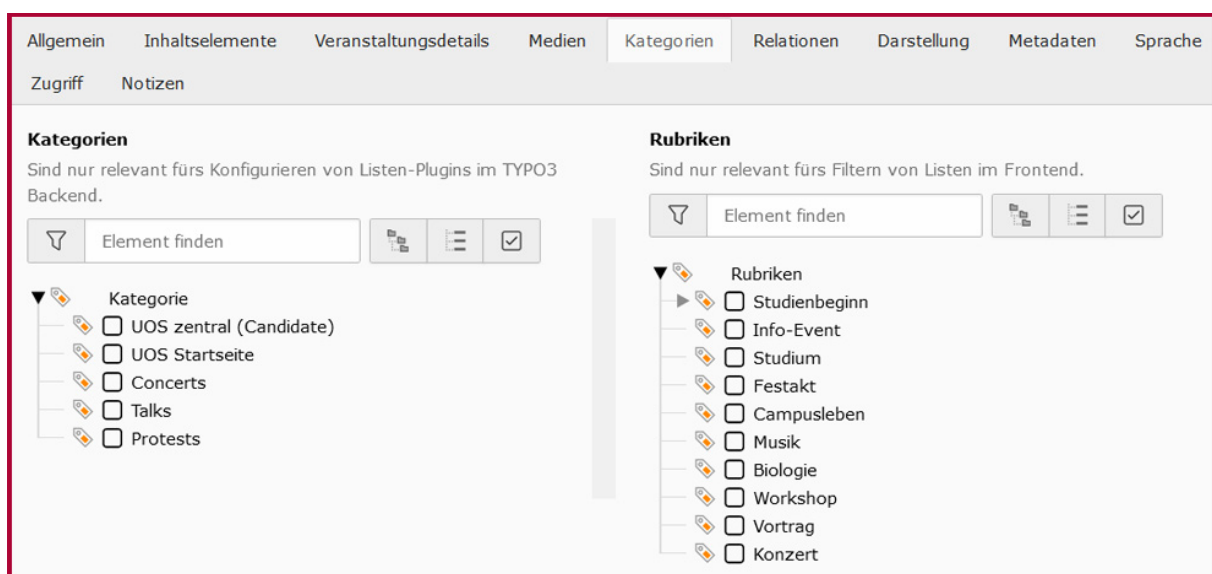 Allgemein Inhaltselemente Veranstaltungsdetails Medien Kategorien Relationen Darstellung Metadaten Sprache
Zugriff Notizen
Kategorien
Sind nur relevant fürs Konfigurieren von Listen-Plugins im TYPO3
Backend.
Element finden
Kategorie
UOS zentral (Candidate)
UOS Startseite
Concerts
Talks
Protests
Rubriken
Sind nur relevant fürs Filtern von Listen im Frontend.
Element finden
Rubriken
Studienbeginn
Info-Event
Studium
Festakt
Campusleben
Musik
Biologie
Workshop
Vortrag
Konzert